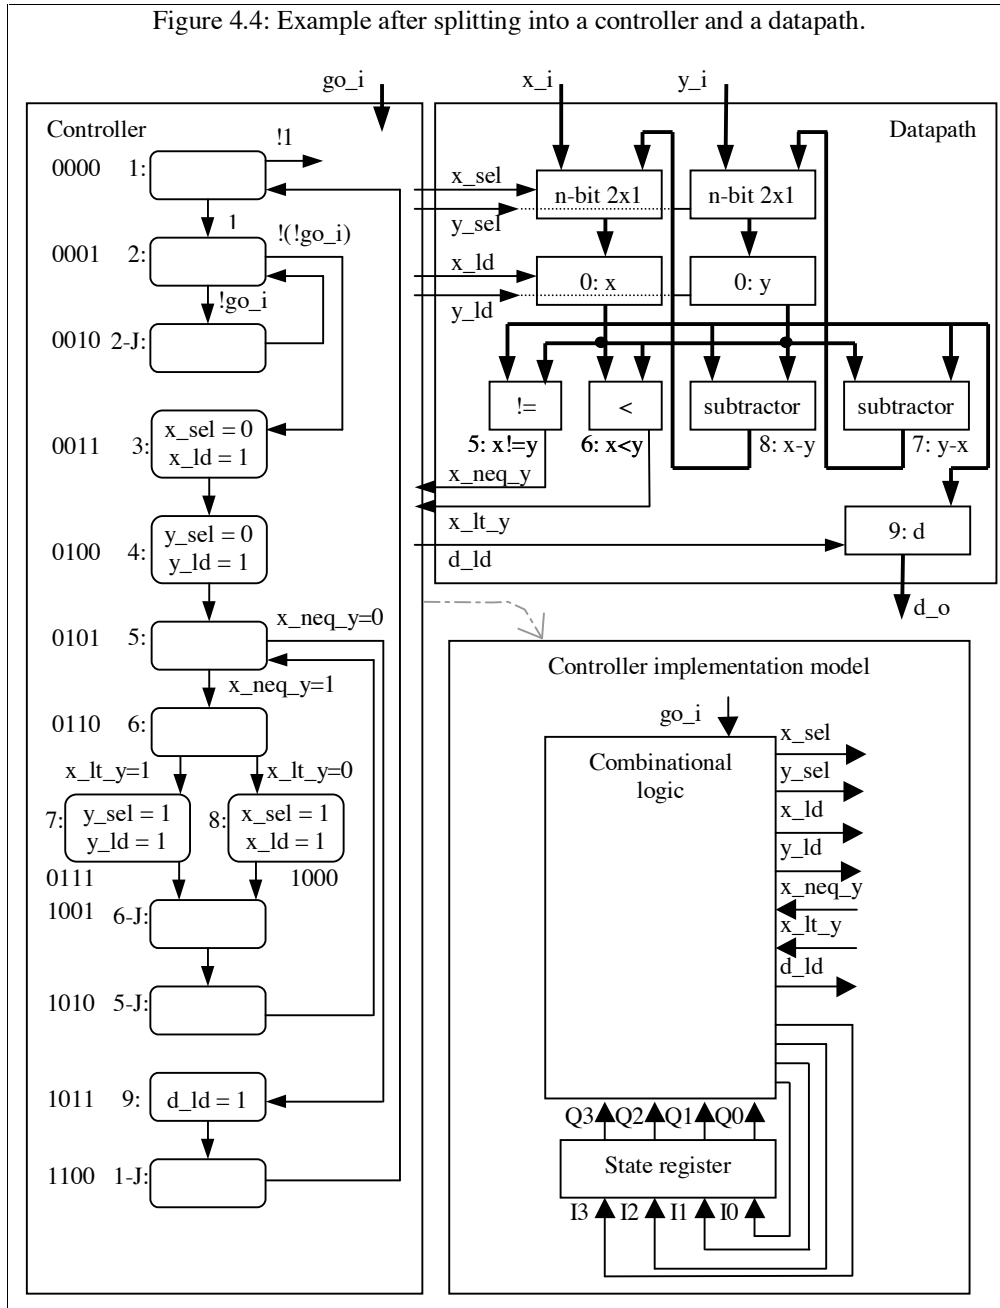 Figure 4.4: Example after splitting into a controller and a datapath.
go_i
x_i
y_i
Controller
!1
0000 1:
1
!(!go_i)
0001 2:
!go_i
0010 2-J:
0011 3:
x_sel = 0
x_ld = 1
0100 4:
y_sel = 0
y_ld = 1
x_neq_y=0
0101 5:
x_neq_y=1
0110 6:
x_lt_y=1
x_lt_y=0
7:
y_sel = 1
y_ld = 1
8:
x_sel = 1
x_ld = 1
0111
1000
1001 6-J:
1010 5-J:
1011 9:
d_ld = 1
1100 1-J:
Datapath
x_sel
n-bit 2x1
n-bit 2x1
y_sel
x_ld
0: x
0: y
y_ld
!=
<
subtractor
subtractor
5: x!=y
6: x<y
8: x-y
7: y-x
x_neq_y
x_lt_y
9: d
d_ld
d_o
Controller implementation model
go_i
Combinational
logic
x_sel
y_sel
x_ld
y_ld
x_neq_y
x_lt_y
d_ld
Q3 Q2 Q1 Q0
State register
I3 I2 I1 I0